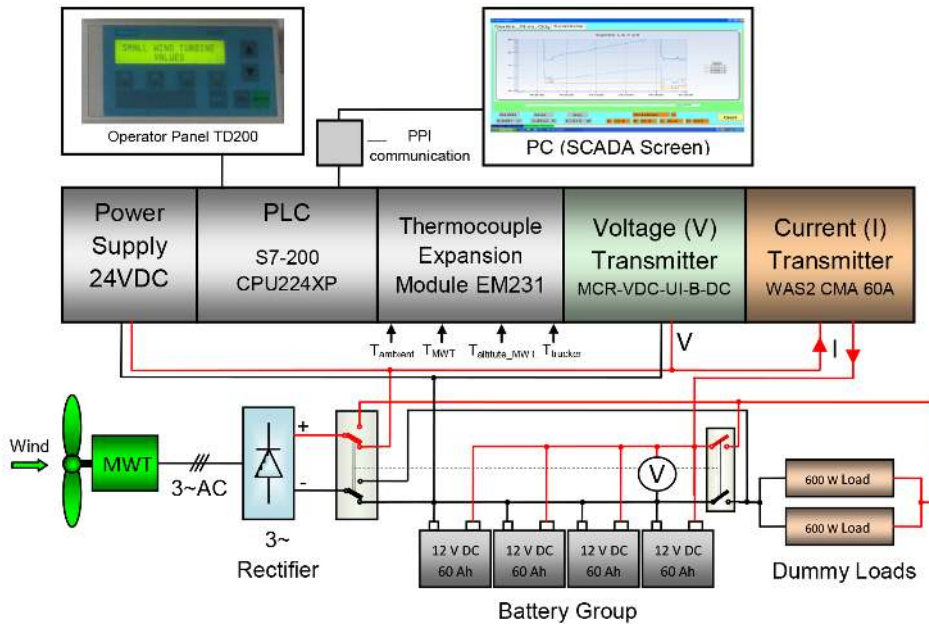 SMALL WIND TURBINE
VALUES
Operator Panel TD200
PPI
communication
PC (SCADA Screen)
Power
Supply
24VDC
PLC
S7-200
CPU224XP
Thermocouple
Expansion
Module EM231
Voltage (V)
Transmitter
MCR-VDC-UI-B-DC
Current (I)
Transmitter
WAS2 CMA 60A
Tambient
TMWT
Taltitute_MWT
Ttrucker
V
I
Wind
MWT
3~AC
+
-
3~
Rectifier
V
12 V DC
60 Ah
12 V DC
60 Ah
12 V DC
60 Ah
12 V DC
60 Ah
Battery Group
600 W Load
600 W Load
Dummy Loads